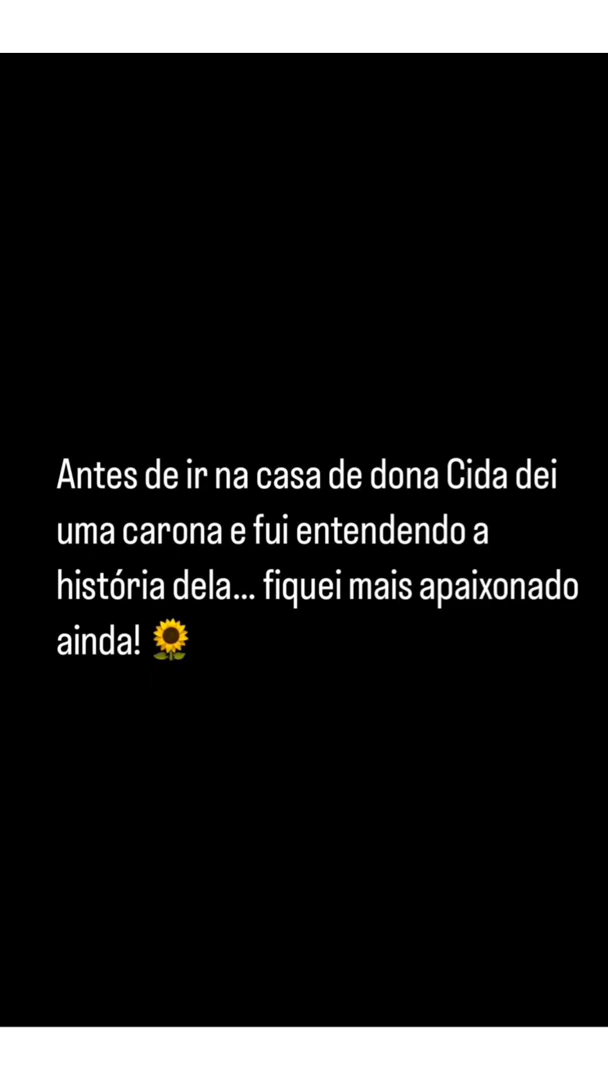 Antes de ir na casa de dona Cida dei
uma carona e fui entendendo a
história dela... fiquei mais apaixonado
ainda! 🌻